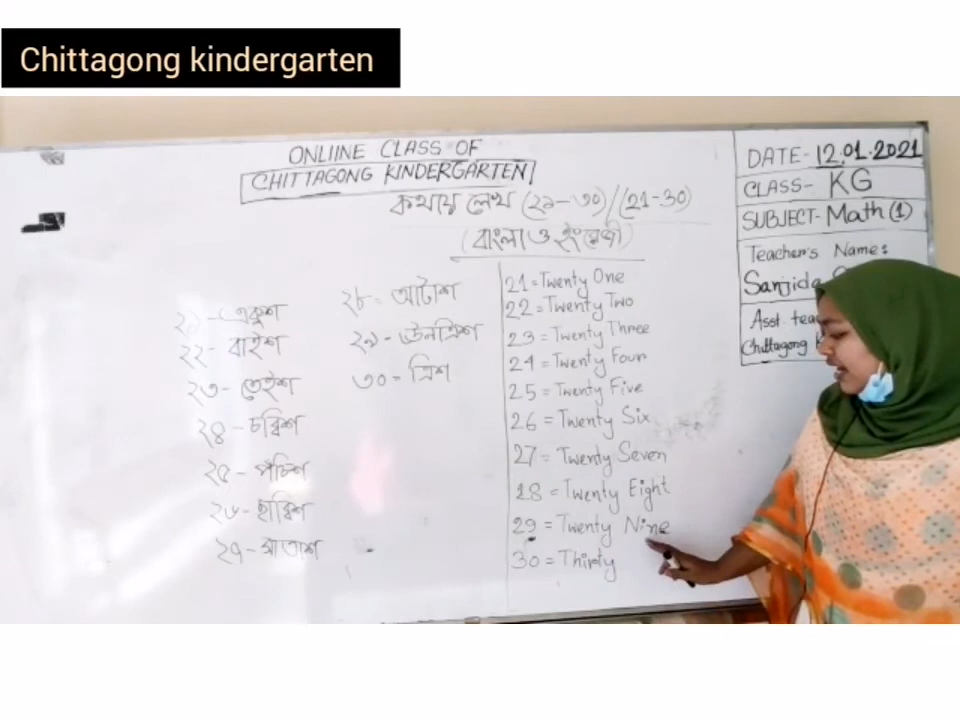 Chittagong kindergarten
ONLIINE CLASS OF
CHITTAGONG KINDERGARTEN
কথায় লেখ (২১-৩০)/(21-30)
(বাংলা ও ইংরেজী)
২১-একুশ
২২-বাইশ
২৩-তেইশ
২৪-চব্বিশ
২৫-পঁচিশ
২৬-ছাব্বিশ
২৭-সাতাশ
২৮=আটাশ
২৯-উনত্রিশ
৩০=ত্রিশ
21=Twenty One
22=Twenty Two
23=Twenty Three
24=Twenty Four
25=Twenty Five
26=Twenty Six
27=Twenty Seven
28=Twenty Eight
29=Twenty Nine
30=Thirty
DATE-12.01.2021
CLASS-KG
SUBJECT-Math (1)
Teacher's Name:
Sanjida
Asst. tea
Chittagong K